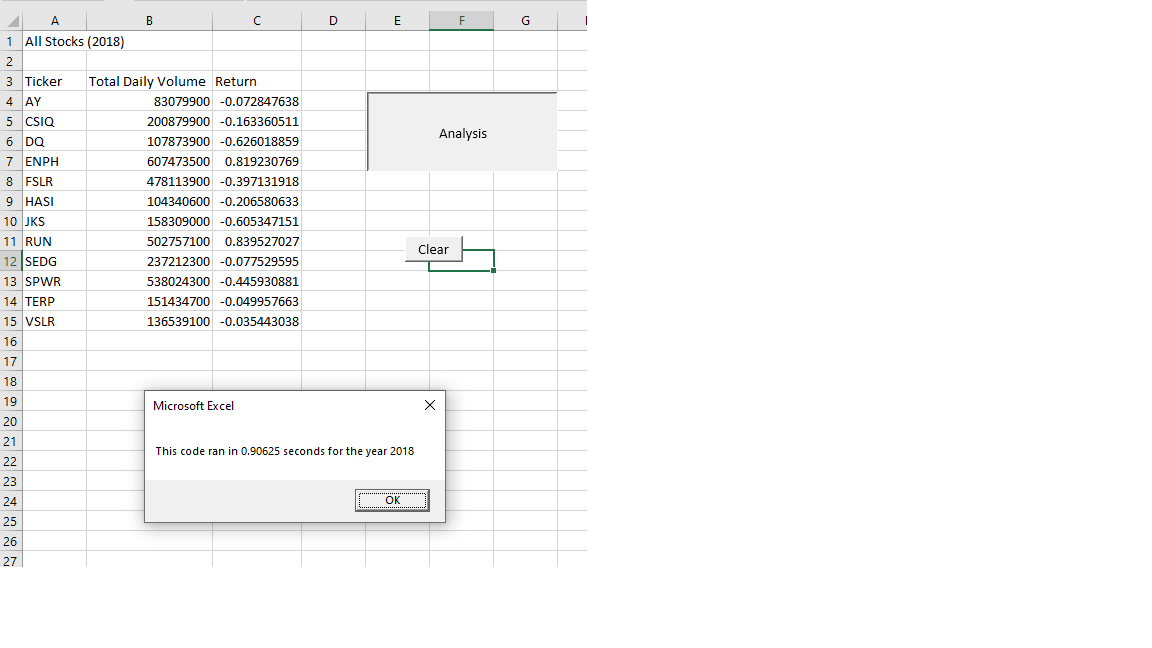 A B C D E F G
1 All Stocks (2018)
2
3 Ticker Total Daily Volume Return
4 AY 83079900 -0.072847638
5 CSIQ 200879900 -0.163360511
6 DQ 107873900 -0.626018859
Analysis
7 ENPH 607473500 0.819230769
8 FSLR 478113900 -0.397131918
9 HASI 104340600 -0.206580633
10 JKS 158309000 -0.605347151
11 RUN 502757100 0.839527027
Clear
12 SEDG 237212300 -0.077529595
13 SPWR 538024300 -0.445930881
14 TERP 151434700 -0.049957663
15 VSLR 136539100 -0.035443038
16
17
18
19
20
21
22
23
24
25
26
27
Microsoft Excel
This code ran in 0.90625 seconds for the year 2018
OK